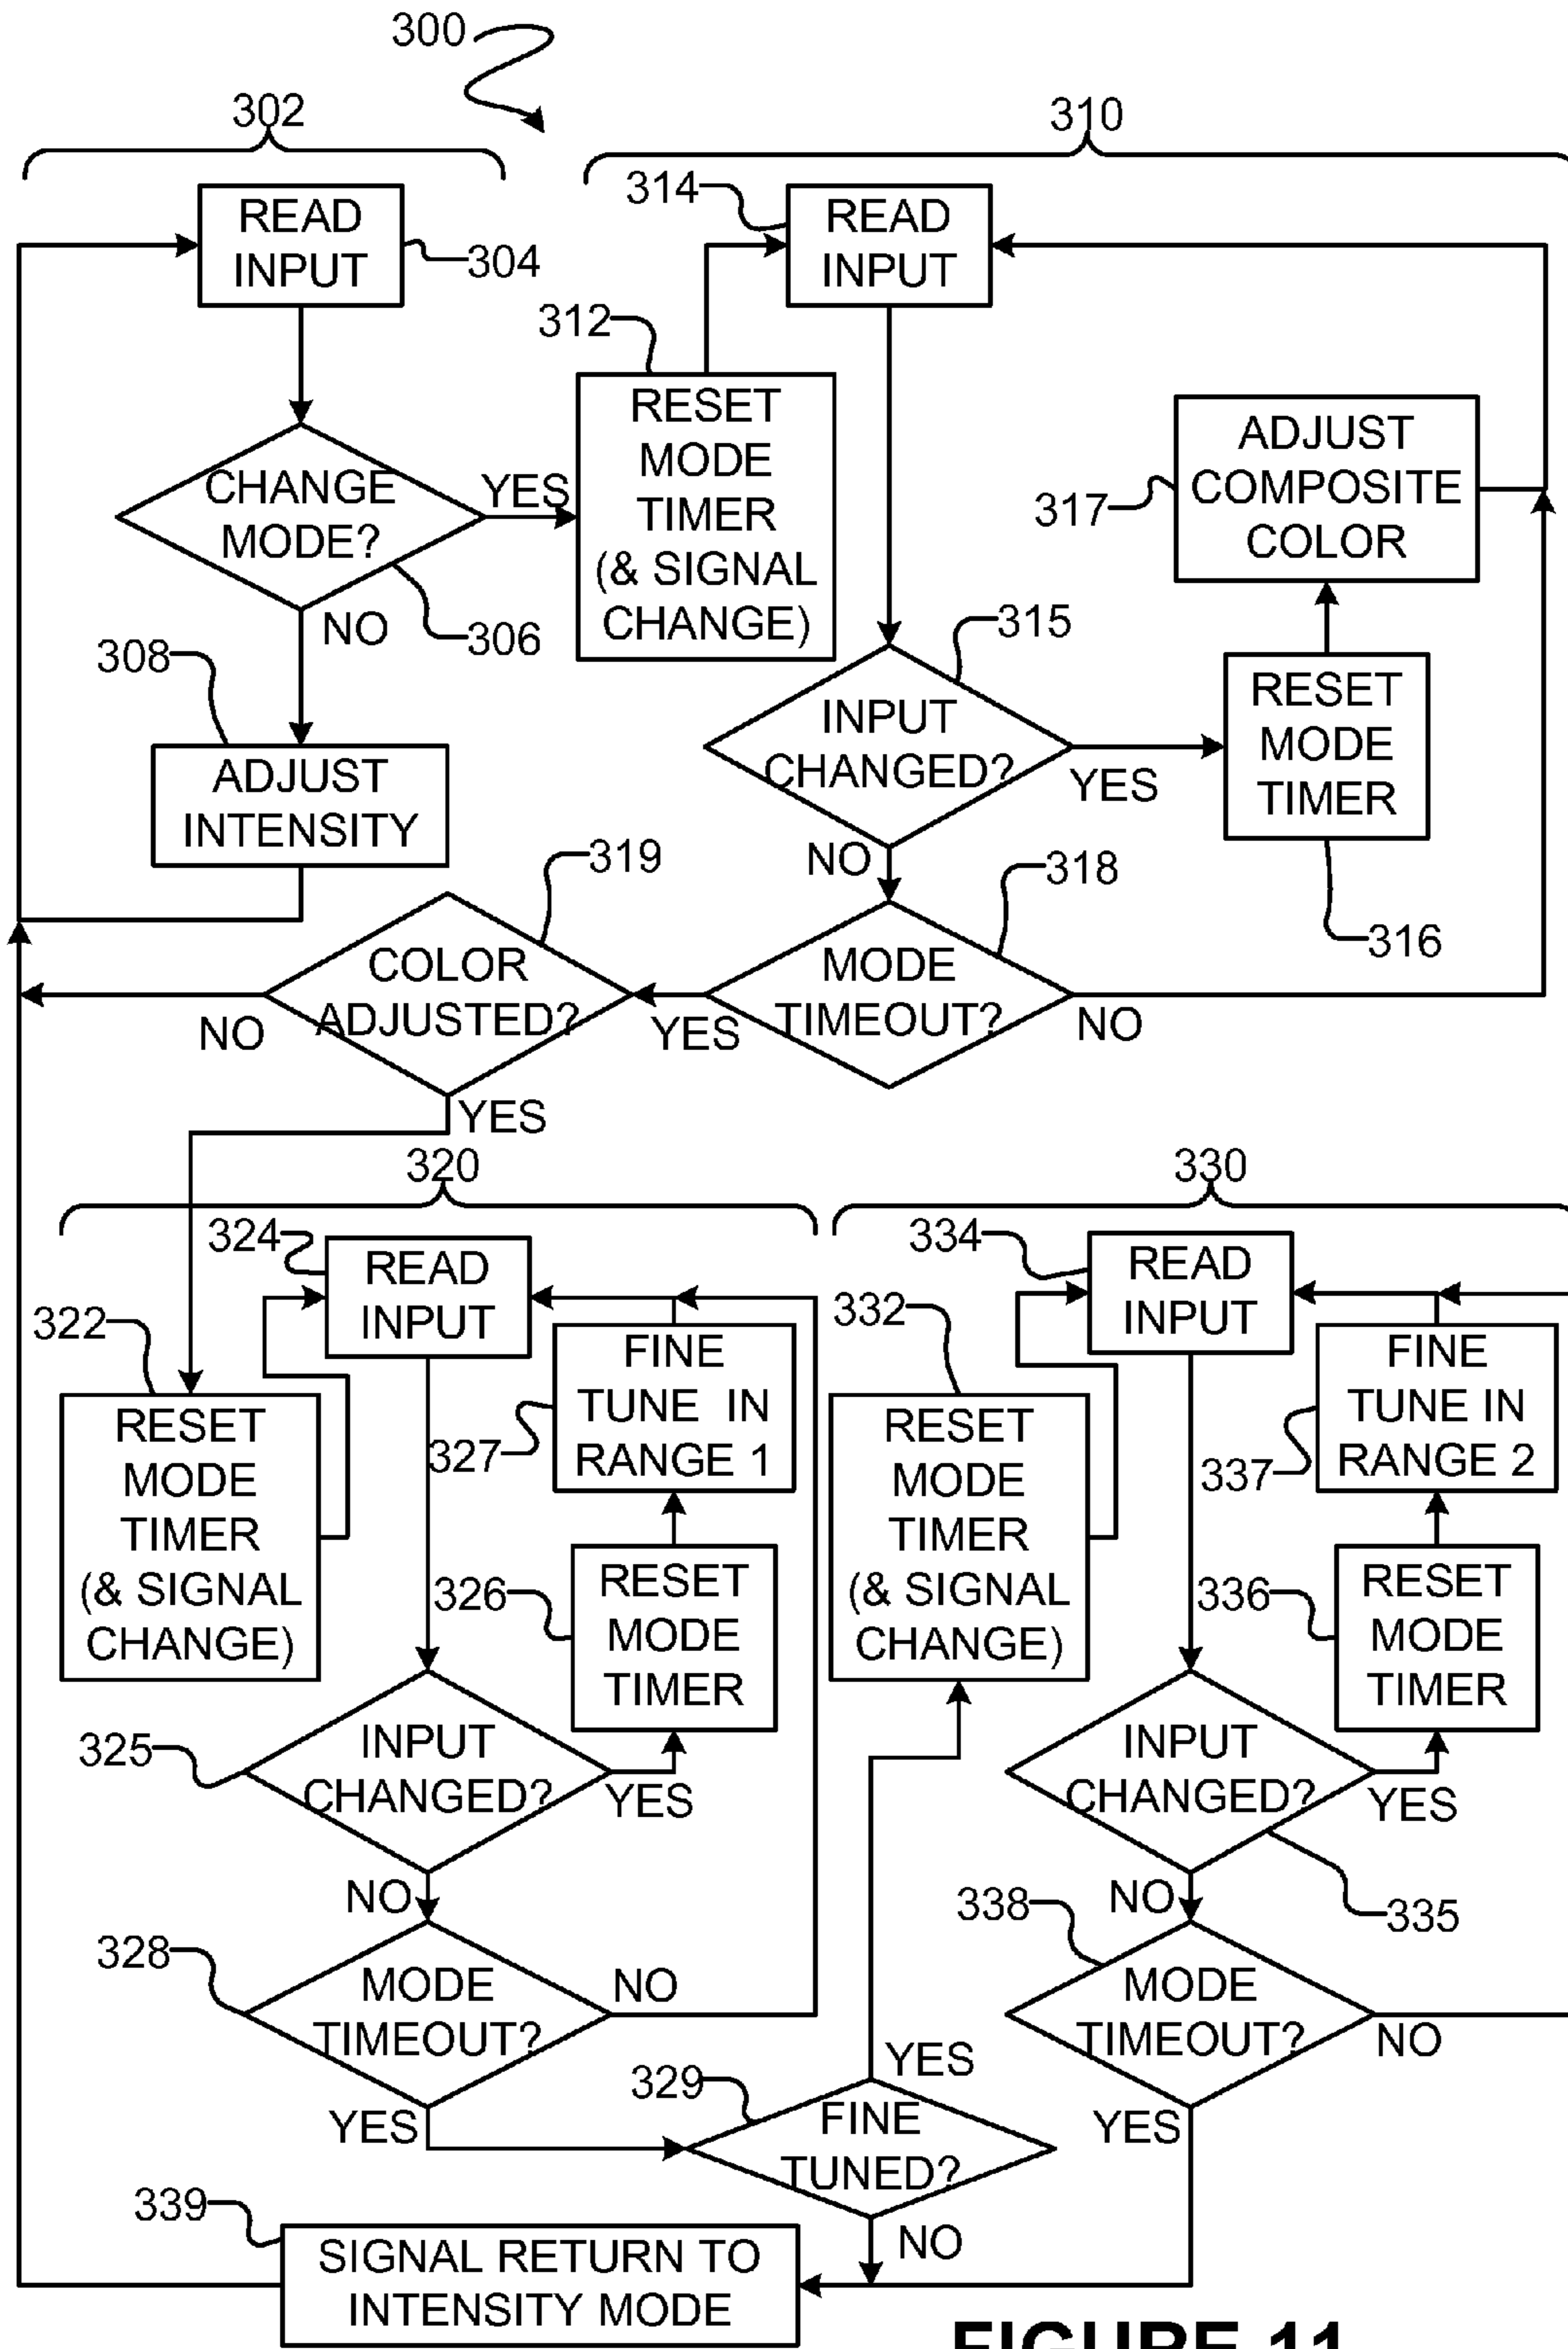 300
302
310
READ
INPUT
304
314
READ
INPUT
312
RESET
MODE
TIMER
(& SIGNAL
CHANGE)
CHANGE
MODE?
YES
NO
306
308
ADJUST
INTENSITY
ADJUST
COMPOSITE
COLOR
317
315
INPUT
CHANGED?
YES
NO
RESET
MODE
TIMER
316
318
MODE
TIMEOUT?
YES
NO
319
COLOR
ADJUSTED?
NO
YES
320
330
324
READ
INPUT
322
RESET
MODE
TIMER
(& SIGNAL
CHANGE)
FINE
TUNE IN
RANGE 1
327
326
RESET
MODE
TIMER
325
INPUT
CHANGED?
YES
NO
328
MODE
TIMEOUT?
NO
YES
334
READ
INPUT
332
RESET
MODE
TIMER
(& SIGNAL
CHANGE)
FINE
TUNE IN
RANGE 2
337
336
RESET
MODE
TIMER
INPUT
CHANGED?
YES
NO
335
338
MODE
TIMEOUT?
NO
YES
329
YES
FINE
TUNED?
NO
339
SIGNAL RETURN TO
INTENSITY MODE
FIGURE 11